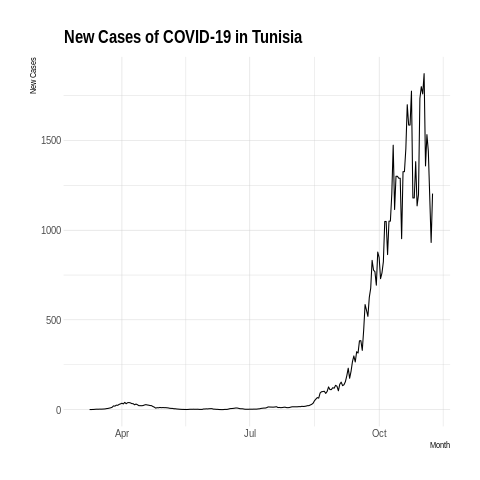 New Cases of COVID-19 in Tunisia
New Cases
1500
1000
500
0
Apr
Jul
Oct
Month